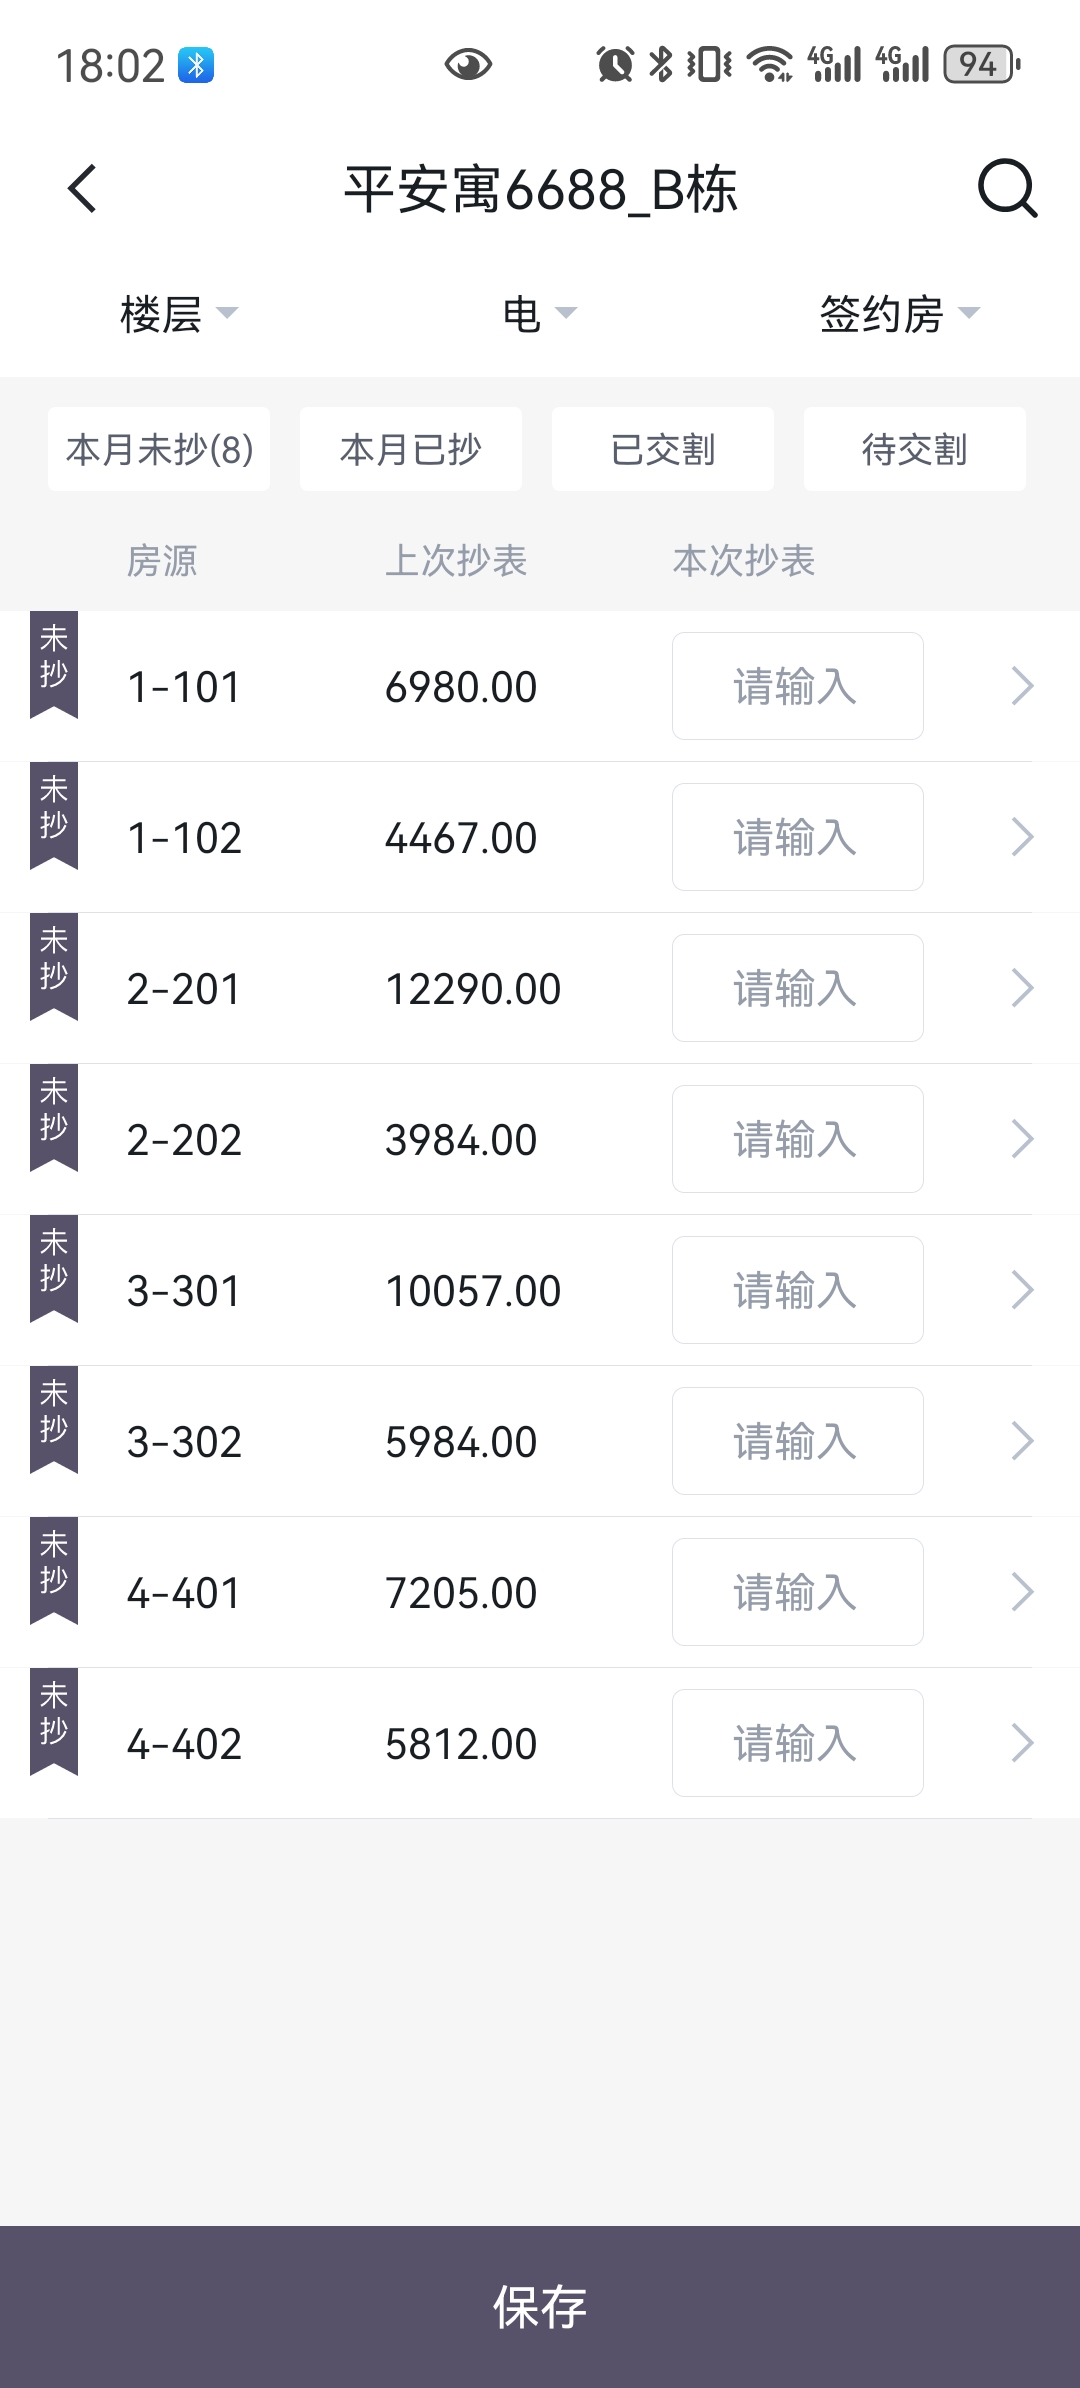 18:02 4G 4G 94
平安寓6688_B栋
楼层 电 签约房
本月未抄(8) 本月已抄 已交割 待交割
房源 上次抄表 本次抄表
未抄 1-101 6980.00 请输入
未抄 1-102 4467.00 请输入
未抄 2-201 12290.00 请输入
未抄 2-202 3984.00 请输入
未抄 3-301 10057.00 请输入
未抄 3-302 5984.00 请输入
未抄 4-401 7205.00 请输入
未抄 4-402 5812.00 请输入
保存